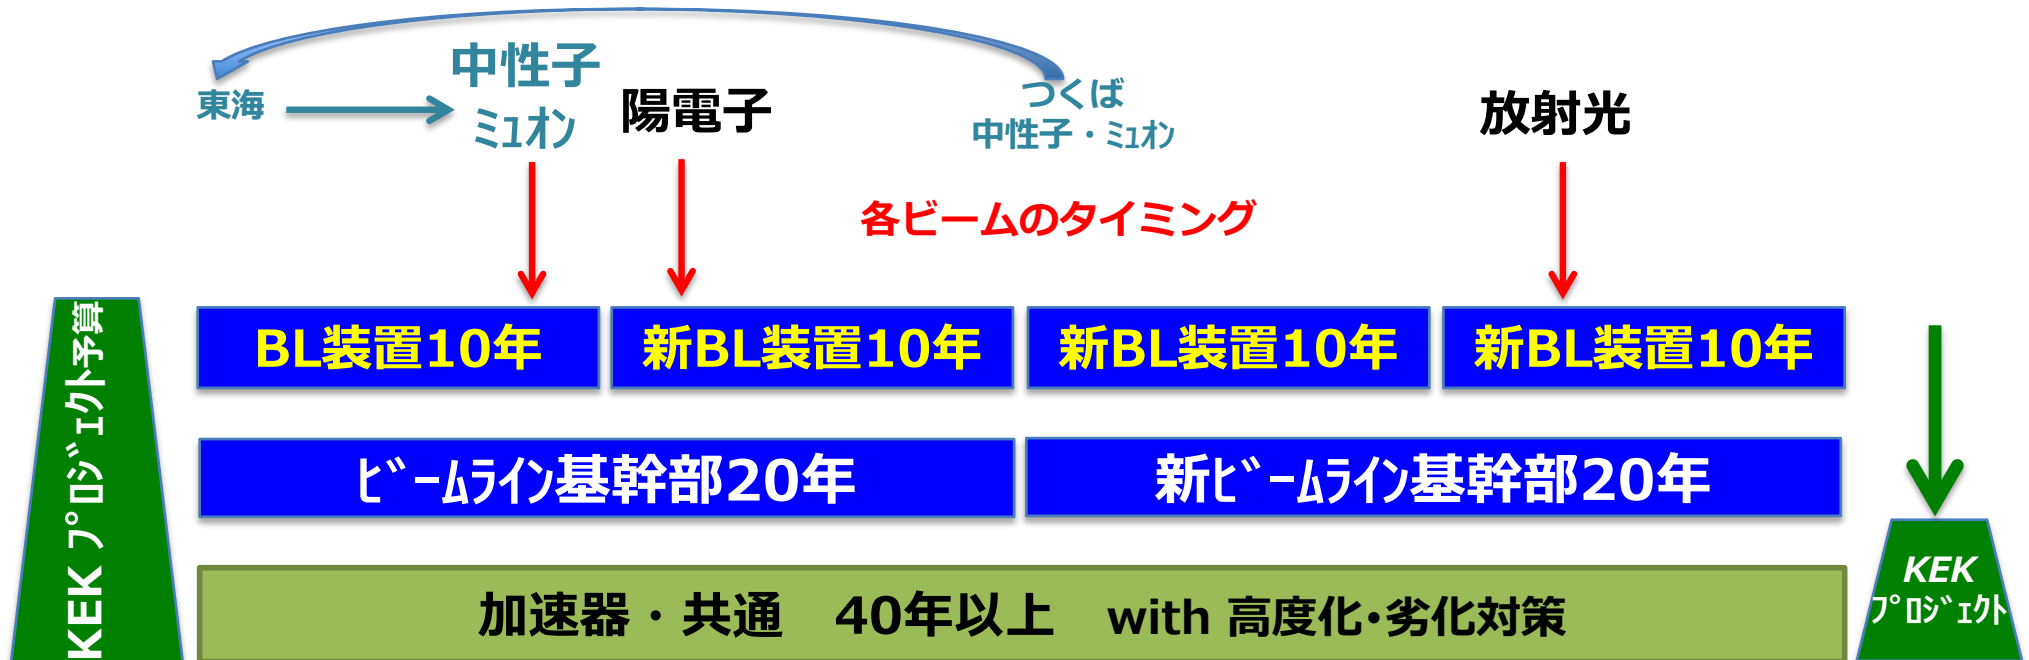 中性子
ﾐｭｵﾝ
東海
陽電子
つくば
中性子・ﾐｭｵﾝ
放射光
各ビームのタイミング
KEK ﾌﾟﾛｼﾞｪｸﾄ予算
BL装置10年
新BL装置10年
新BL装置10年
新BL装置10年
ﾋﾞｰﾑﾗｲﾝ基幹部20年
新ﾋﾞｰﾑﾗｲﾝ基幹部20年
加速器・共通　40年以上　with 高度化・劣化対策
KEK
ﾌﾟﾛｼﾞｪｸﾄ